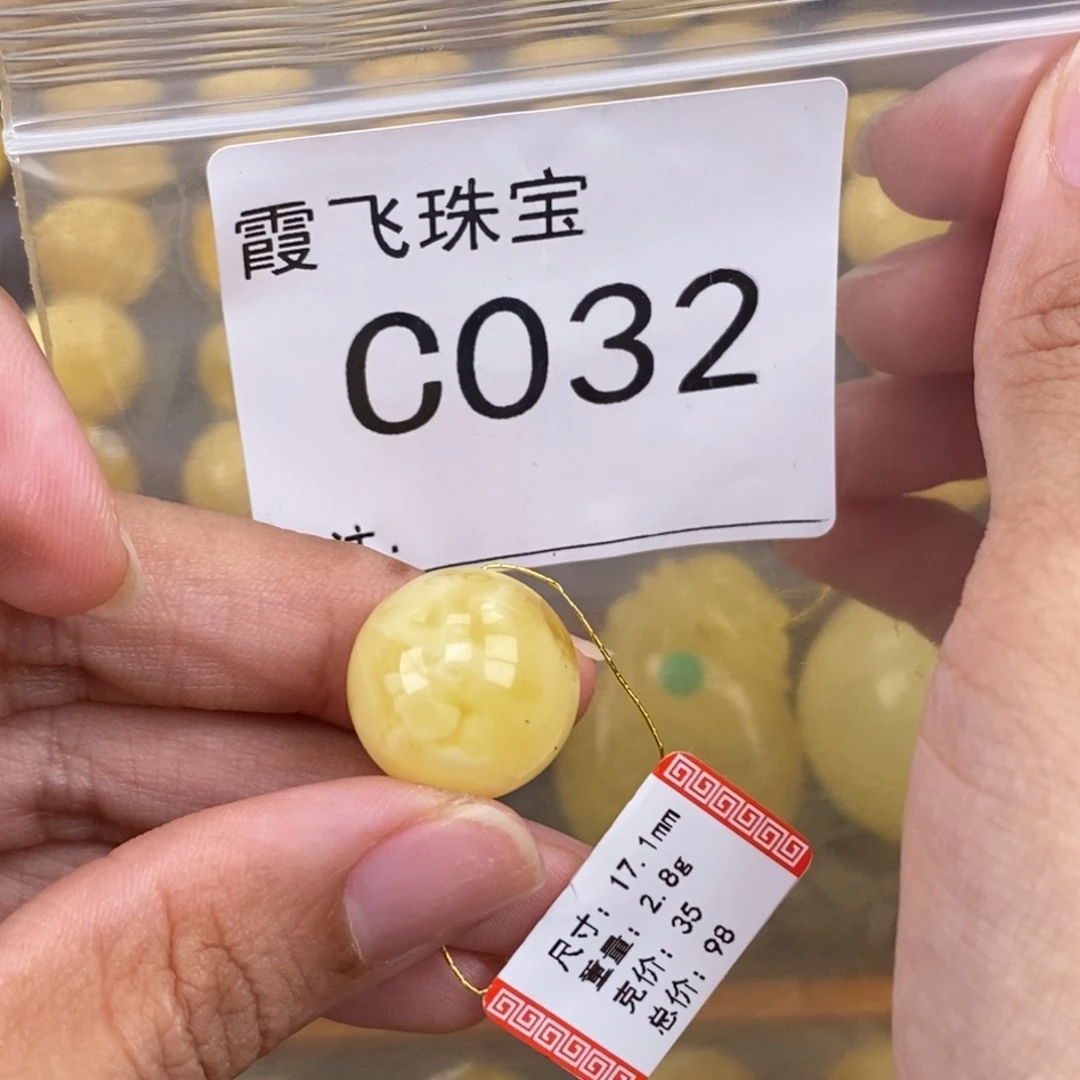 霞飞珠宝
C032
注:
尺寸: 17.1mm
重量: 2.8g
克价: 35
总价: 98